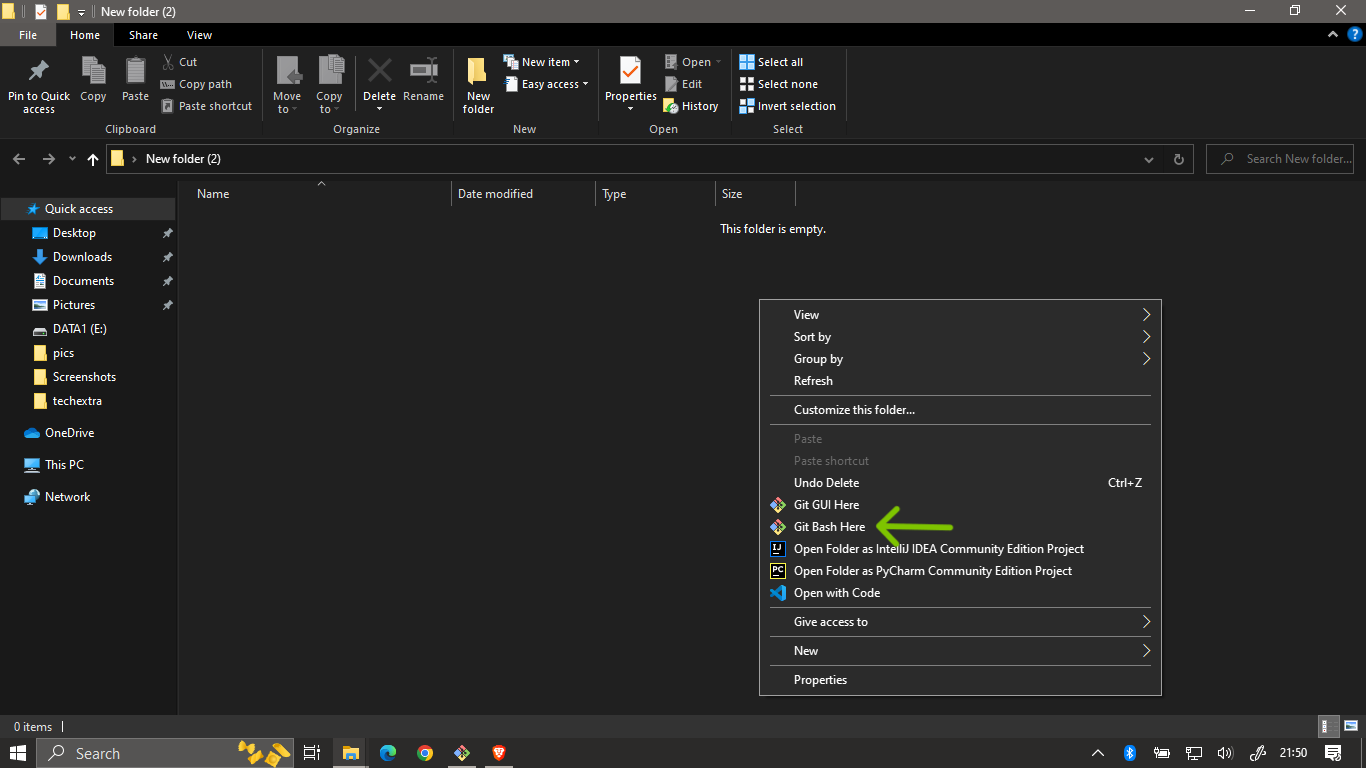 New folder (2)
File Home Share View
Pin to Quick access
Copy
Paste
Cut
Copy path
Paste shortcut
Clipboard
Move to
Copy to
Delete
Rename
Organize
New folder
New item
Easy access
New
Properties
Open
Edit
History
Open
Select all
Select none
Invert selection
Select
New folder (2)
Search New folder...
Name Date modified Type Size
This folder is empty.
Quick access
Desktop
Downloads
Documents
Pictures
DATA1 (E:)
pics
Screenshots
techextra
OneDrive
This PC
Network
View
Sort by
Group by
Refresh
Customize this folder...
Paste
Paste shortcut
Undo Delete Ctrl+Z
Git GUI Here
Git Bash Here
IJ Open Folder as IntelliJ IDEA Community Edition Project
PC Open Folder as PyCharm Community Edition Project
Open with Code
Give access to
New
Properties
0 items
Search
21:50